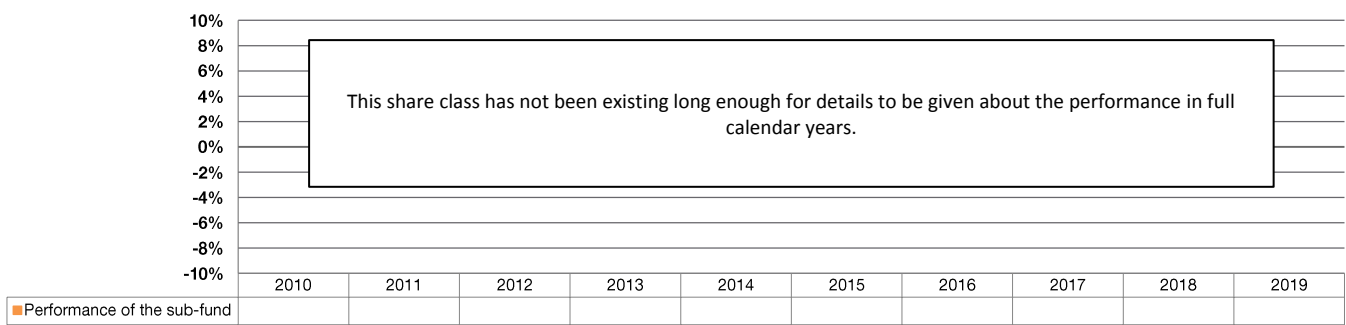 10%
8%
6%
4%
2%
0%
-2%
-4%
-6%
-8%
-10%
This share class has not been existing long enough for details to be given about the performance in full
calendar years.
2010 2011 2012 2013 2014 2015 2016 2017 2018 2019
Performance of the sub-fund